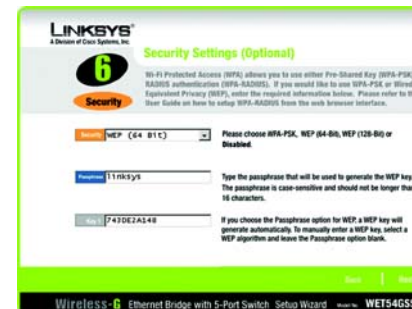 LINKSYS®
A Division of Cisco Systems, Inc.
6
Security
Security Settings (Optional)
Wi-Fi Protected Access (WPA) allows you to use either Pre-Shared Key (WPA-PSK)
RADIUS authentication (WPA-RADIUS). If you would like to use WPA-PSK or Wired
Equivalent Privacy (WEP), enter the required information below. Please refer to the
User Guide on how to setup WPA-RADIUS from the web browser interface.
Security WEP (64 Bit)
Please choose WPA-PSK, WEP (64-Bit), WEP (128-Bit) or
Disabled.
Passphrase linksys
Type the passphrase that will be used to generate the WEP key.
The passphrase is case-sensitive and should not be longer than
16 characters.
Key 1 743DE2A148
If you choose the Passphrase option for WEP, a WEP key will
generate automatically. To manually enter a WEP key, select a
WEP algorithm and leave the Passphrase option blank.
Wireless-G Ethernet Bridge with 5-Port Switch Setup Wizard WET54GS5